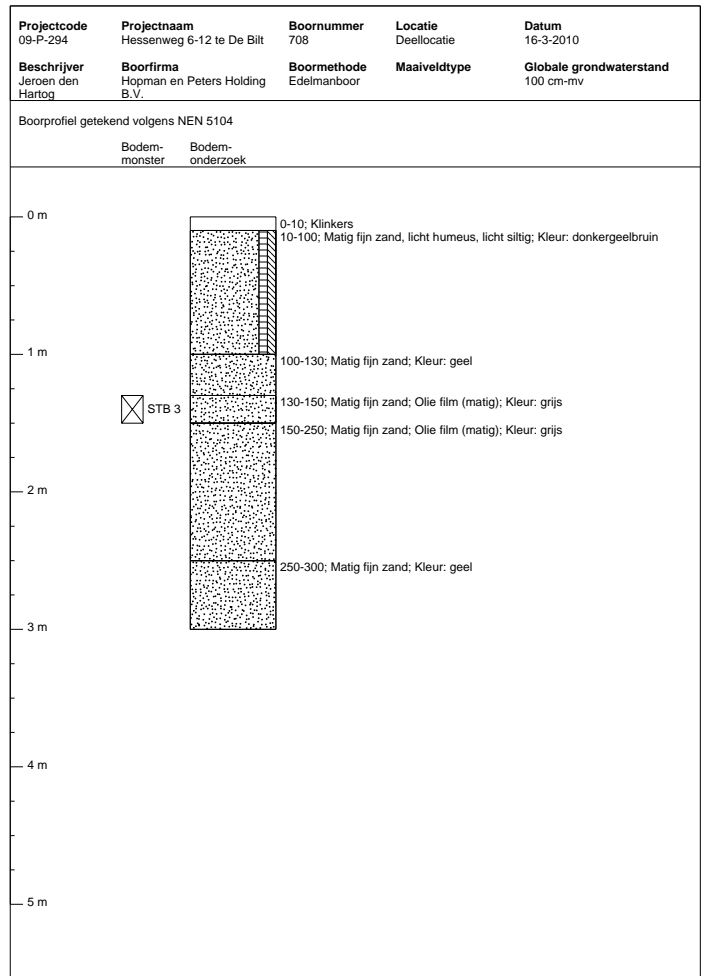 Projectcode Projectnaam Boornummer Locatie Datum
09-P-294 Hessenweg 6-12 te De Bilt 708 Deellocatie 16-3-2010
Beschrijver Boorfirma Boormethode Maaiveldtype Globale grondwaterstand
Jeroen den Hopman en Peters Holding Edelmanboor 100 cm-mv
Hartog B.V.
Boorprofiel getekend volgens NEN 5104
Bodem- Bodem-
monster onderzoek
0 m
0-10; Klinkers
10-100; Matig fijn zand, licht humeus, licht siltig; Kleur: donkergeelbruin
1 m
100-130; Matig fijn zand; Kleur: geel
130-150; Matig fijn zand; Olie film (matig); Kleur: grijs
STB 3
150-250; Matig fijn zand; Olie film (matig); Kleur: grijs
2 m
250-300; Matig fijn zand; Kleur: geel
3 m
4 m
5 m